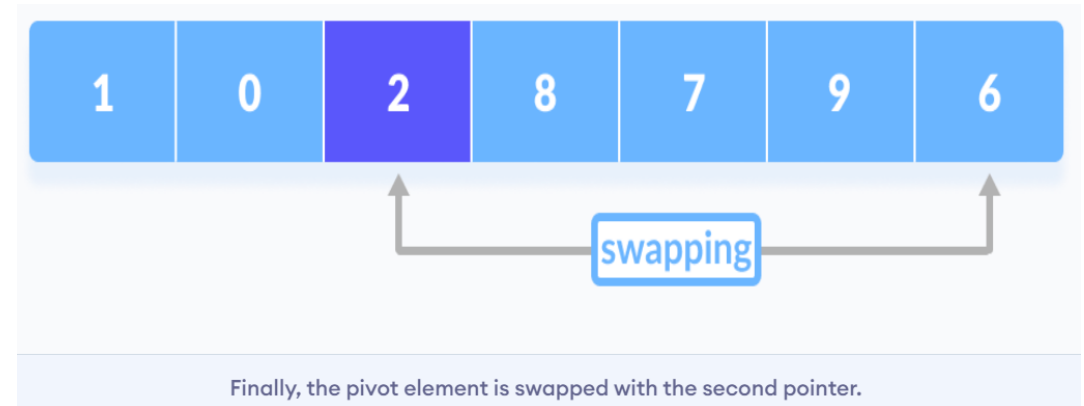 1 0 2 8 7 9 6
swapping
Finally, the pivot element is swapped with the second pointer.